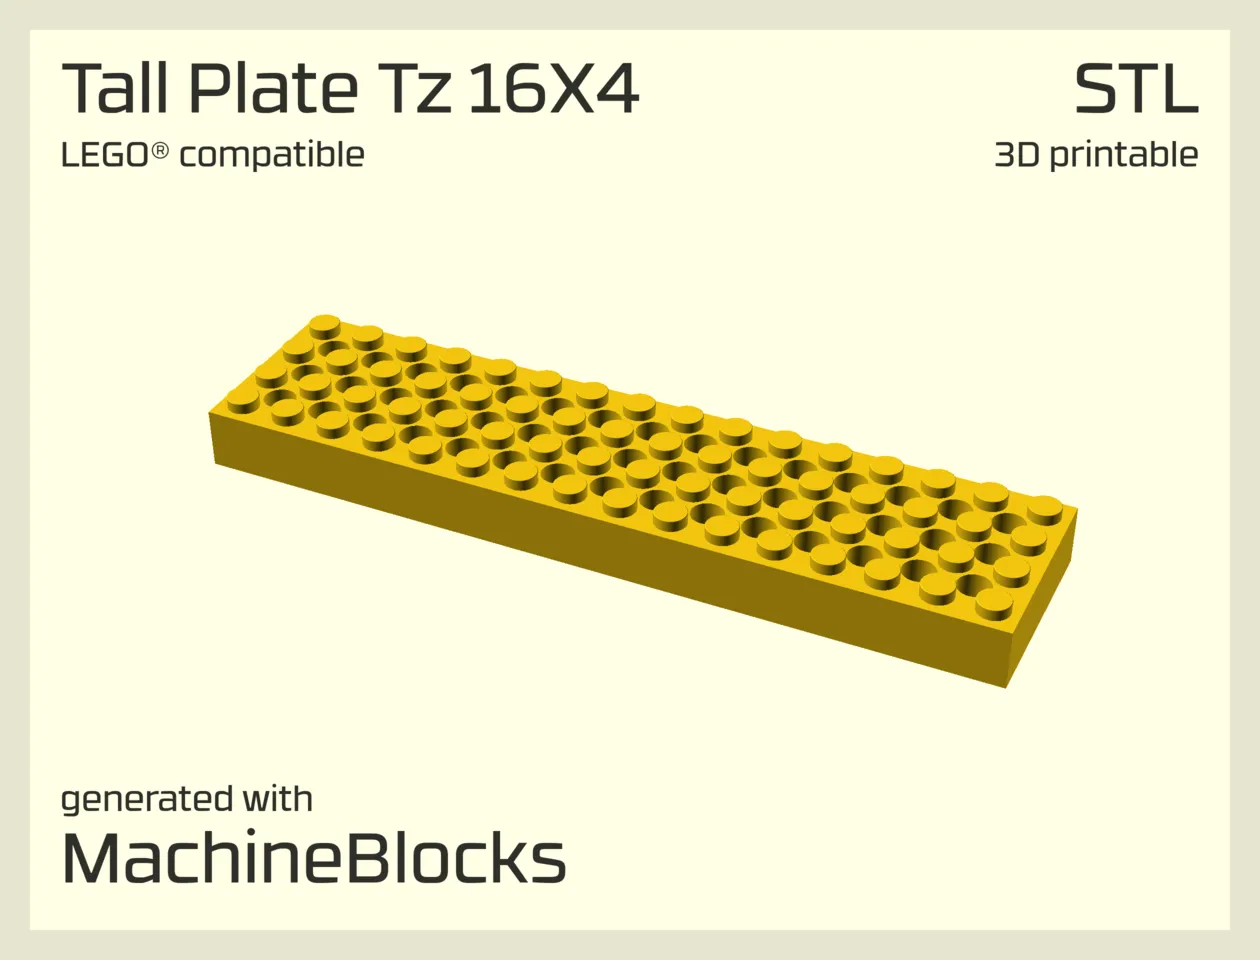 Tall Plate Tz 16X4
LEGO® compatible
STL
3D printable
generated with
MachineBlocks